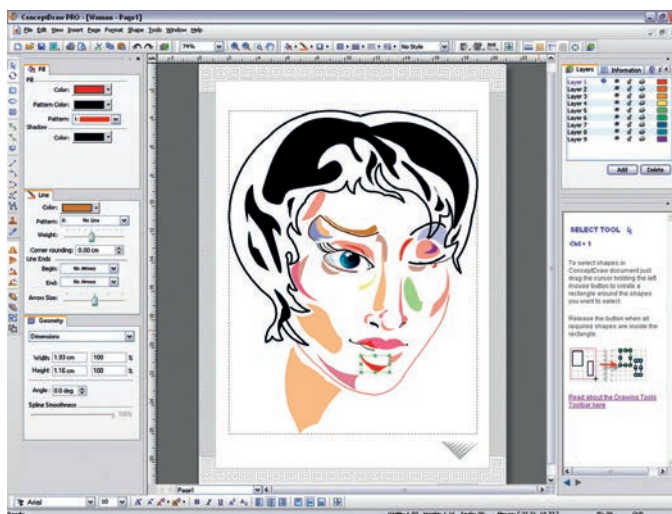 ConceptDraw PRO - [Woman - Page1]
File Edit View Insert Page Format Shape Tools Window Help
74%
No Style
Fill
Fill
Color:
Pattern Color:
Pattern: 1:
Shadow
Color:
Line
Color:
Pattern: 0: No Line
Weight:
Corner rounding: 0.00 cm
Line Ends
Begin: No Arrows
End: No Arrows
Arrow Size:
Geometry
Dimensions
Width: 1.93 cm 100 %
Height: 1.16 cm 100 %
Angle: 0.0 deg
Spline Smoothness
100%
Page1
Layers Information
Layer 1
Layer 2
Layer 3
Layer 4
Layer 5
Layer 6
Layer 7
Layer 8
Layer 9
Add Delete
SELECT TOOL
Ctrl + 1
To select shapes in
ConceptDraw document just
drag the cursor holding the left
mouse button to create a
rectangle around the shapes
you want to select.
Release the button when all
required shapes are inside the
rectangle.
Read about the Drawing Tools
Toolbar here
Arial 10